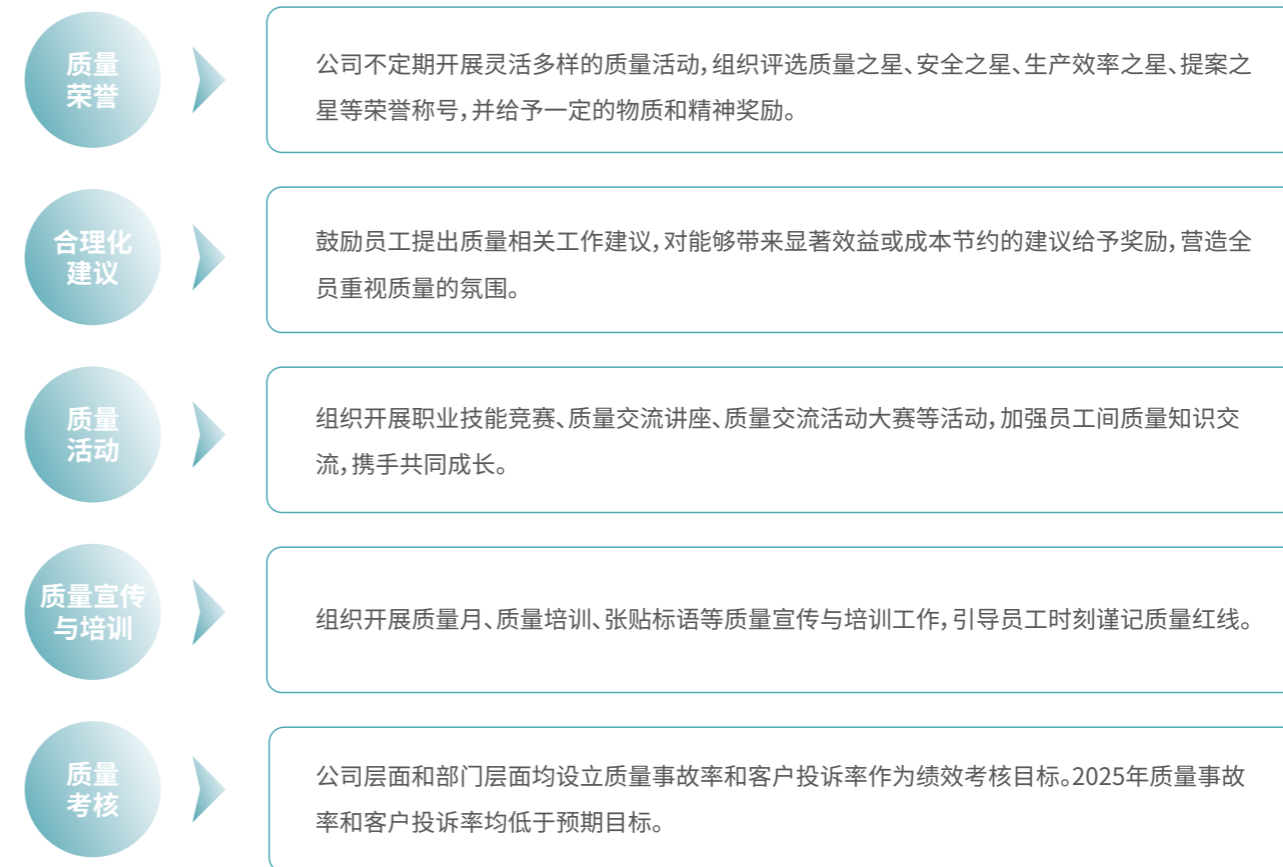 质量
荣誉
公司不定期开展灵活多样的质量活动,组织评选质量之星、安全之星、生产效率之星、提案之
星等荣誉称号,并给予一定的物质和精神奖励。
合理化
建议
鼓励员工提出质量相关工作建议,对能够带来显著效益或成本节约的建议给予奖励,营造全
员重视质量的氛围。
质量
活动
组织开展职业技能竞赛、质量交流讲座、质量交流活动大赛等活动,加强员工间质量知识交
流,携手共同成长。
质量宣传
与培训
组织开展质量月、质量培训、张贴标语等质量宣传与培训工作,引导员工时刻谨记质量红线。
质量
考核
公司层面和部门层面均设立质量事故率和客户投诉率作为绩效考核目标。2025年质量事故
率和客户投诉率均低于预期目标。